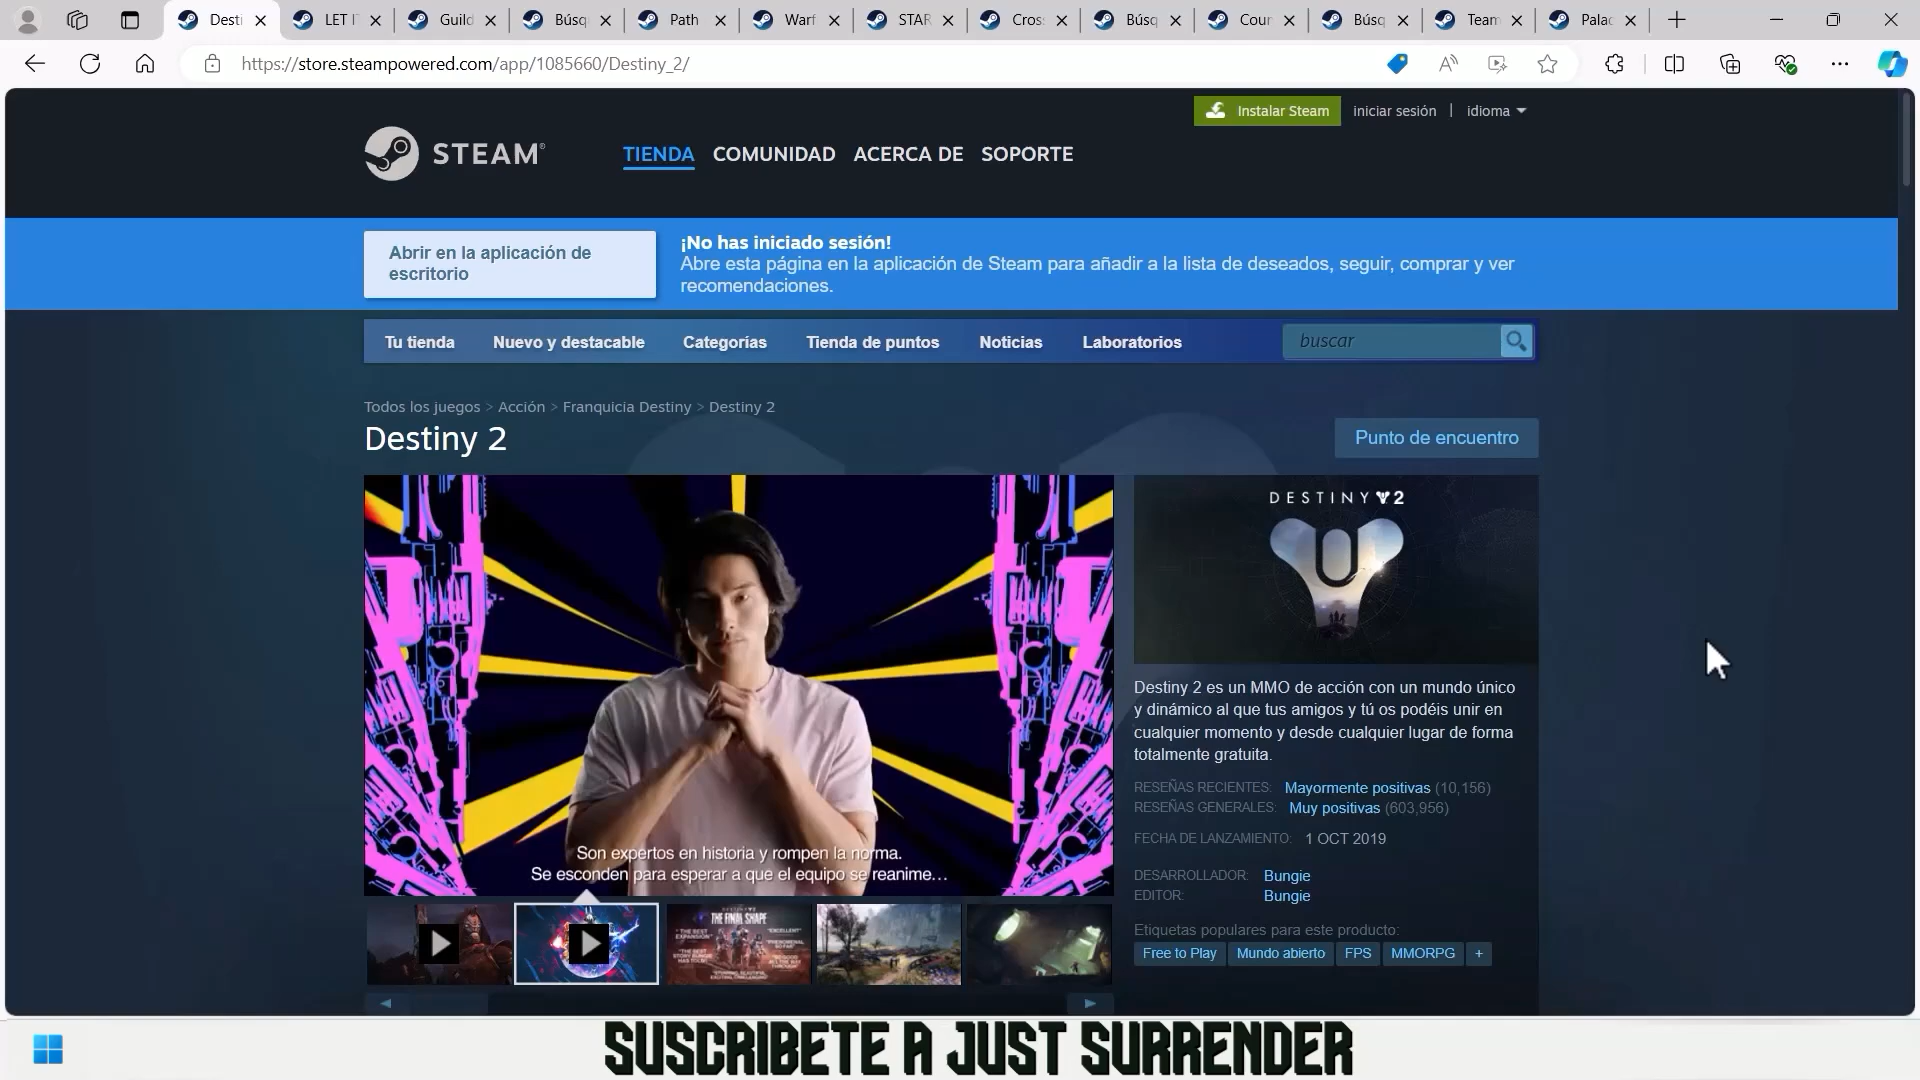 Desti
LET I
Guild
Búsq
Path
Warf
STAR
Cros
Búsq
Coun
Búsq
Team
Palad
https://store.steampowered.com/app/1085660/Destiny_2/
Instalar Steam
iniciar sesión | idioma
STEAM®
TIENDA COMUNIDAD ACERCA DE SOPORTE
Abrir en la aplicación de
escritorio
¡No has iniciado sesión!
Abre esta página en la aplicación de Steam para añadir a la lista de deseados, seguir, comprar y ver
recomendaciones.
Tu tienda Nuevo y destacable Categorías Tienda de puntos Noticias Laboratorios
buscar
Todos los juegos > Acción > Franquicia Destiny > Destiny 2
Destiny 2
Punto de encuentro
Son expertos en historia y rompen la norma.
Se esconden para esperar a que el equipo se reanime…
THE FINAL SHAPE
DESTINY 2
Destiny 2 es un MMO de acción con un mundo único
y dinámico al que tus amigos y tú os podéis unir en
cualquier momento y desde cualquier lugar de forma
totalmente gratuita.
RESEÑAS RECIENTES: Mayormente positivas (10,156)
RESEÑAS GENERALES: Muy positivas (603,956)
FECHA DE LANZAMIENTO: 1 OCT 2019
DESARROLLADOR: Bungie
EDITOR: Bungie
Etiquetas populares para este producto:
Free to Play Mundo abierto FPS MMORPG +
SUSCRIBETE A JUST SURRENDER